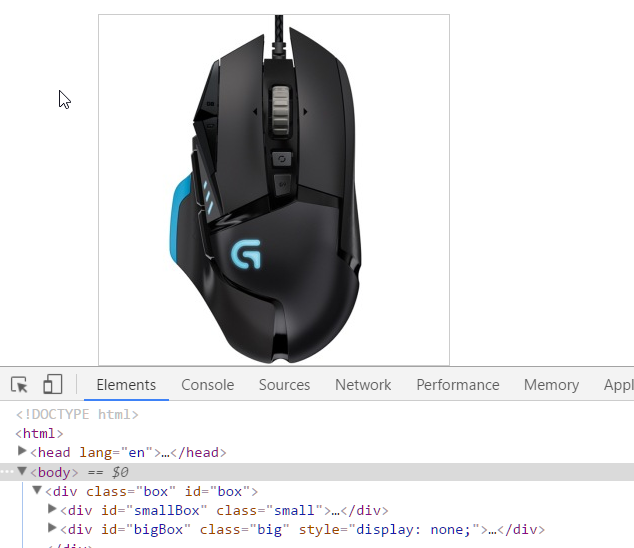 G
Elements Console Sources Network Performance Memory
<!DOCTYPE html>
<html>
<head lang="en">…</head>
<body> == $0
<div class="box" id="box">
<div id="smallBox" class="small">…</div>
<div id="bigBox" class="big" style="display: none;">…</div>
</div>